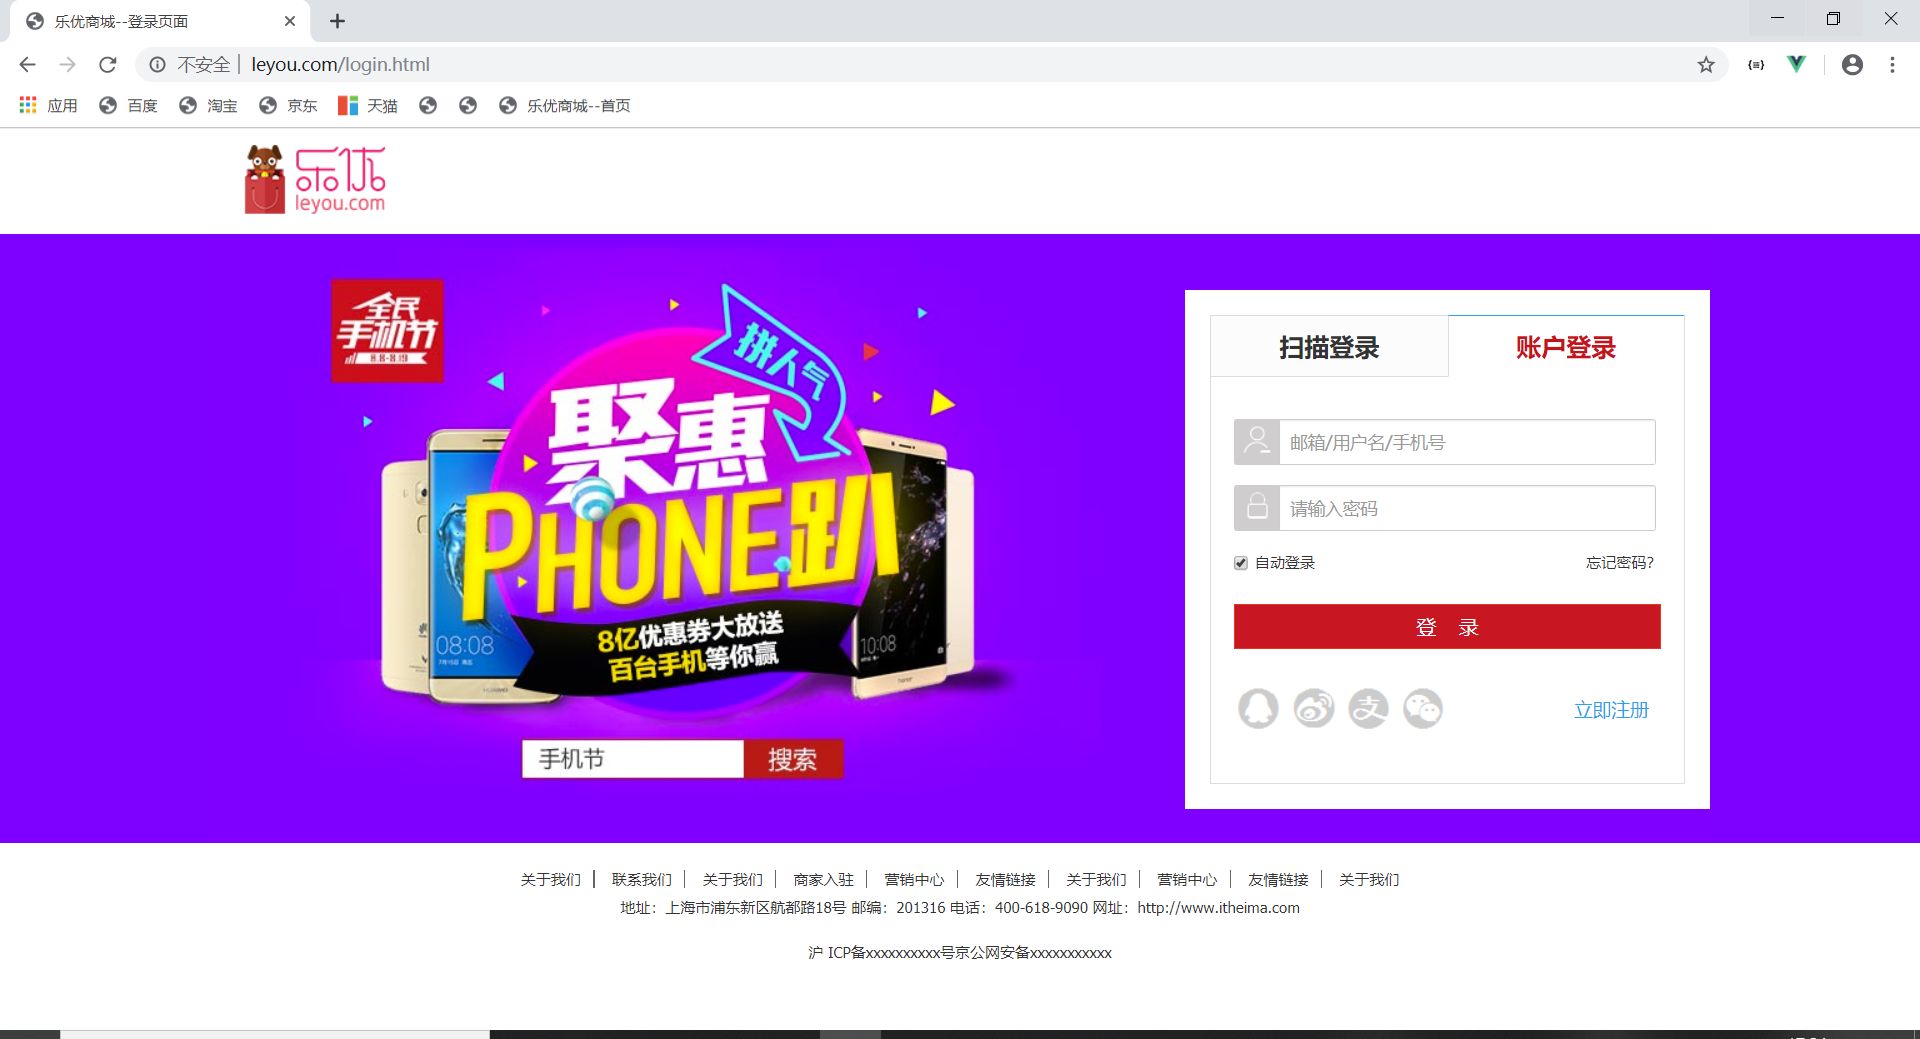 乐优商城--登录页面
不安全 | leyou.com/login.html
应用 百度 淘宝 京东 天猫 乐优商城--首页
乐优
leyou.com
全民
手机节
8.8-8.19
拼人气
聚惠
PHONE趴
08:08
10:08
8亿优惠券大放送
百台手机等你赢
手机节 搜索
扫描登录 账户登录
邮箱/用户名/手机号
请输入密码
自动登录 忘记密码?
登 录
支
立即注册
关于我们 联系我们 关于我们 商家入驻 营销中心 友情链接 关于我们 营销中心 友情链接 关于我们
地址：上海市浦东新区航都路18号 邮编：201316 电话：400-618-9090 网址：http://www.itheima.com
沪 ICP备xxxxxxxxxx号京公网安备xxxxxxxxxxx